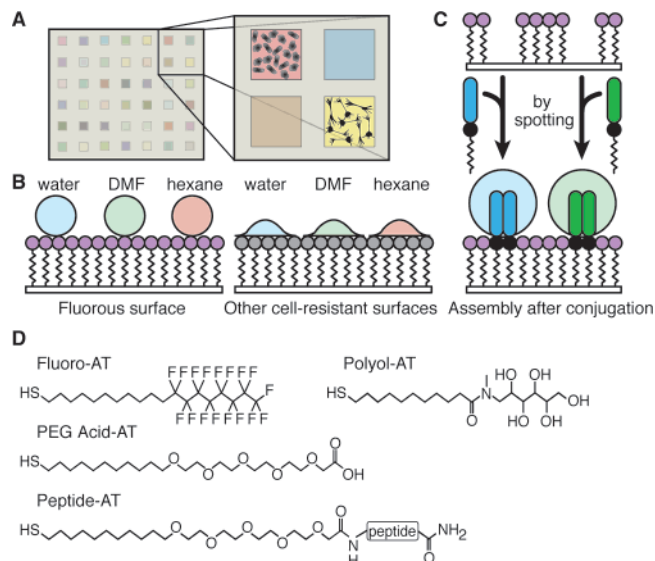 A
B
water DMF hexane
water DMF hexane
Fluorous surface
Other cell-resistant surfaces
C
by
spotting
Assembly after conjugation
D
Fluoro-AT
HS
F F F F F F F F
F
F F F F F F F F
Polyol-AT
HS
O
N
HO
OH
OH
OH
OH
PEG Acid-AT
HS
O
O
O
O
O
O
OH
Peptide-AT
HS
O
O
O
O
O
O
N
H
peptide
O
NH2